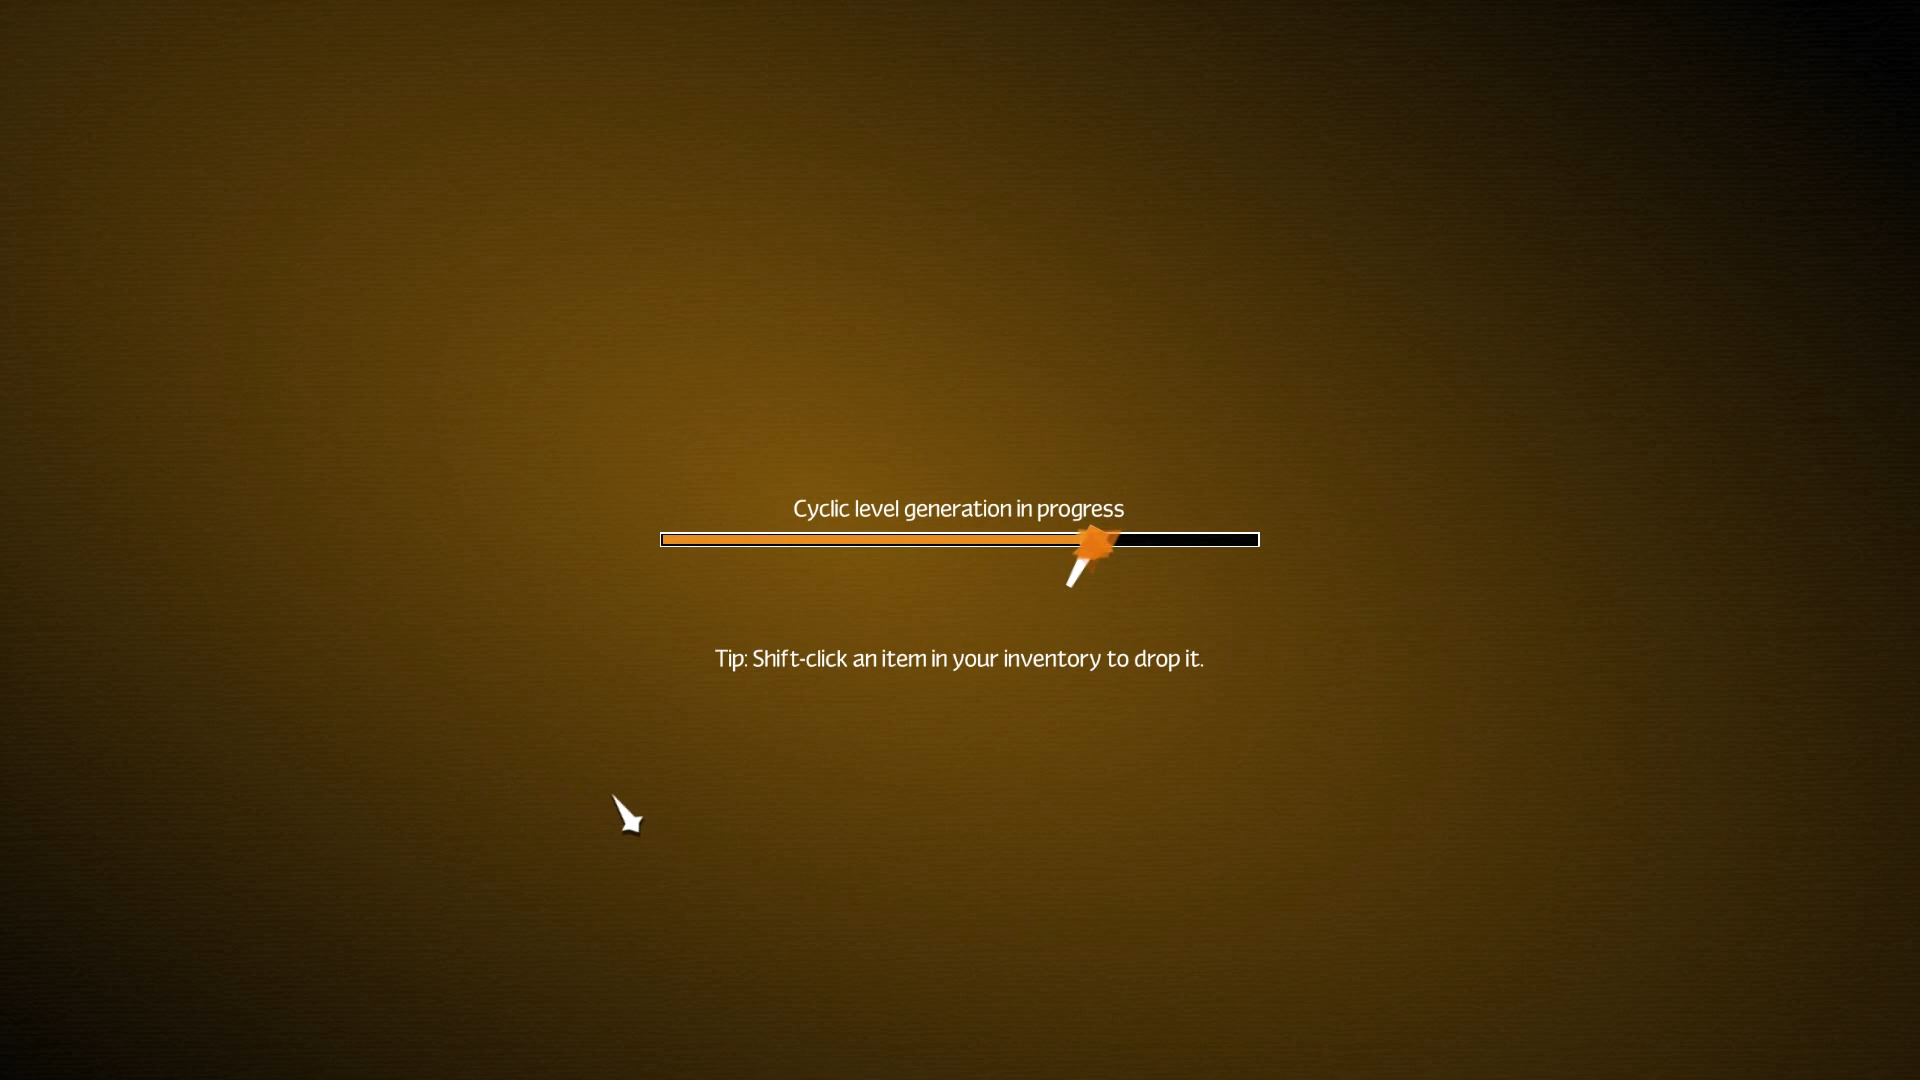 Cyclic level generation in progress
Tip: Shift-click an item in your inventory to drop it.